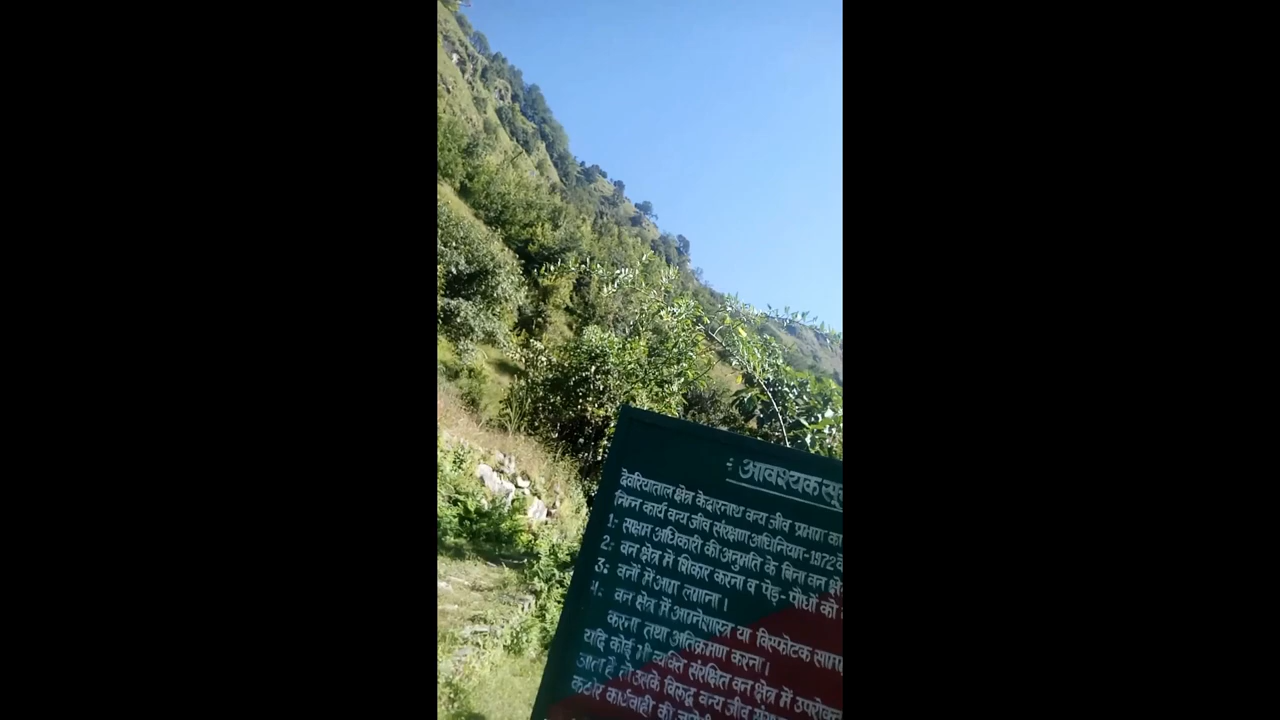 : आवश्यक सू
देवरियाताल क्षेत्र केदारनाथ वन्य जीव प्रभाग का
निम्न कार्य वन्य जीव संरक्षण अधिनियम-1972 के
1:- सक्षम अधिकारी की अनुमति के बिना वन क्षे
2:- वन क्षेत्र में शिकार करना व पेड़-पौधों को
3:- वनों में आग लगाना।
4:- वन क्षेत्र में आग्नेशास्त्र या विस्फोटक साम
करना तथा अतिक्रमण करना।
यदि कोई भी व्यक्ति संरक्षित वन क्षेत्र में उपरोक्त
जाता है तो उसके विरुद्ध वन्य जीव
कठोर कार्यवाही की